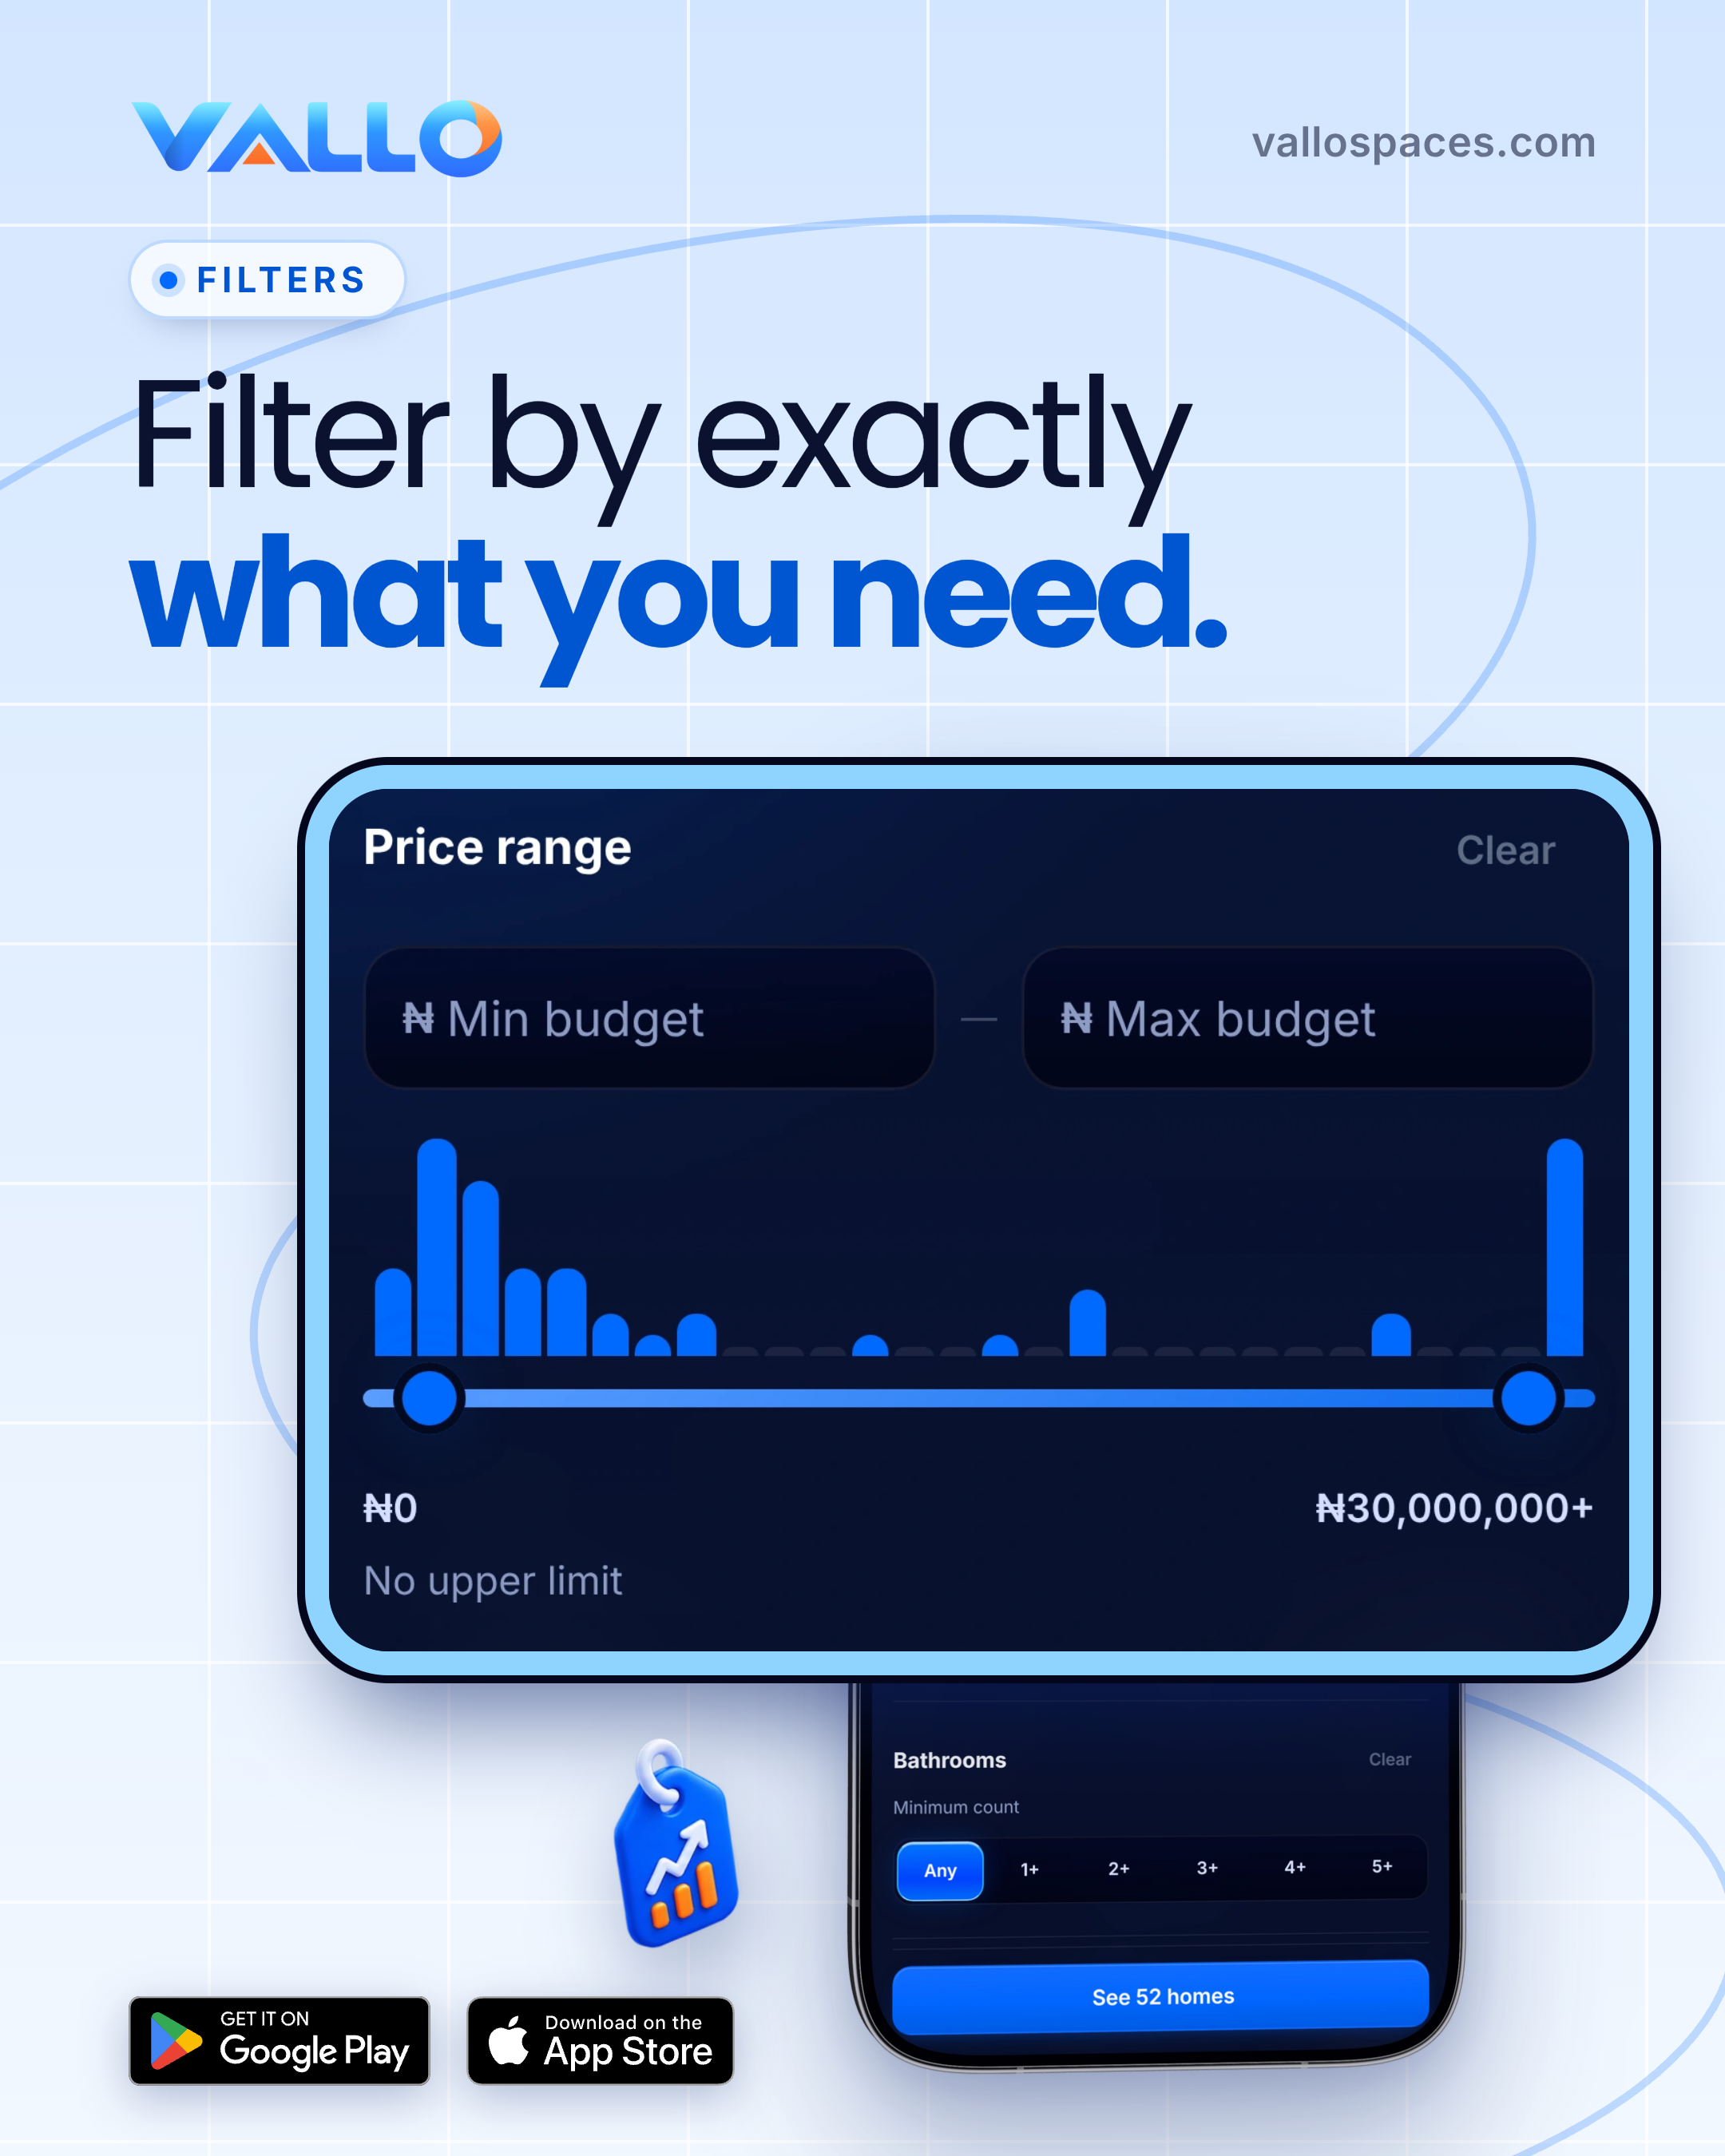 VALLO
vallospaces.com
FILTERS
Filter by exactly
what you need.
Price range
Clear
₦ Min budget
—
₦ Max budget
₦0
₦30,000,000+
No upper limit
Bathrooms
Clear
Minimum count
Any 1+ 2+ 3+ 4+ 5+
See 52 homes
GET IT ON
Google Play
Download on the
App Store